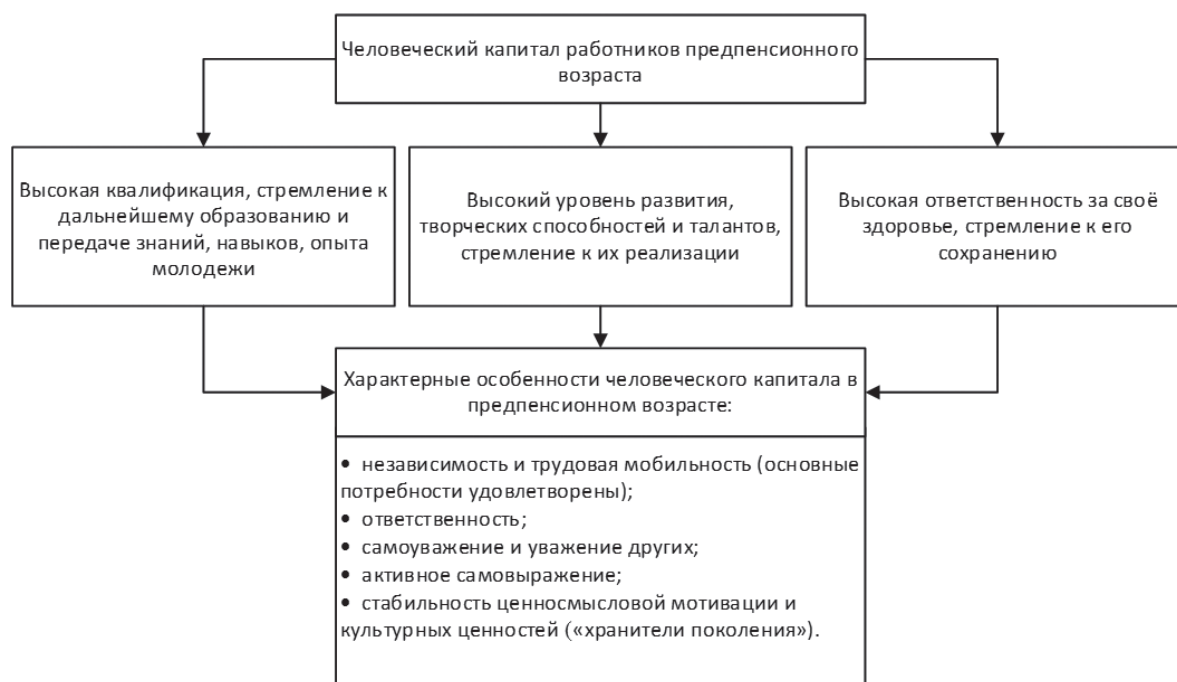 Человеческий капитал работников предпенсионного
возраста
Высокая квалификация, стремление к
дальнейшему образованию и
передаче знаний, навыков, опыта
молодежи
Высокий уровень развития,
творческих способностей и талантов,
стремление к их реализации
Высокая ответственность за своё
здоровье, стремление к его
сохранению
Характерные особенности человеческого капитала в
предпенсионном возрасте:
• независимость и трудовая мобильность (основные
потребности удовлетворены);
• ответственность;
• самоуважение и уважение других;
• активное самовыражение;
• стабильность ценносмысловой мотивации и
культурных ценностей («хранители поколения»).